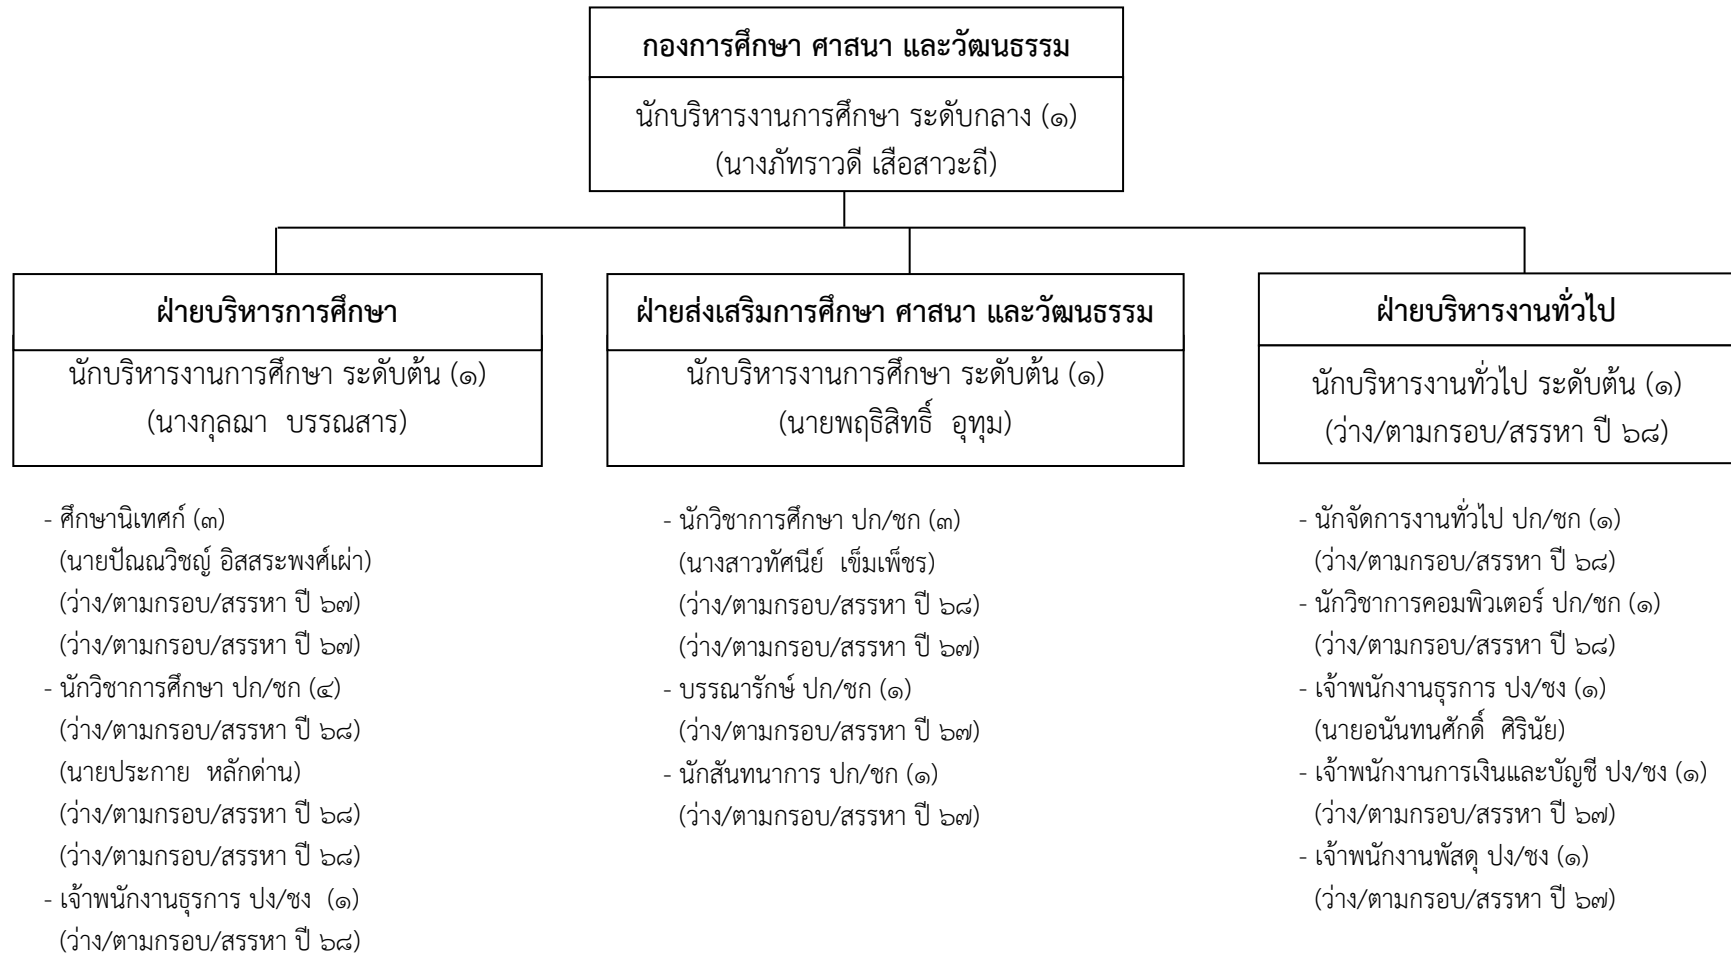 กองการศึกษา ศาสนา และวัฒนธรรม
นักบริหารงานการศึกษา ระดับกลาง (๑)
(นางภัทราวดี เสือสาวะถี)
ฝ่ายบริหารการศึกษา
นักบริหารงานการศึกษา ระดับต้น (๑)
(นางกุลฌา บรรณสาร)
- ศึกษานิเทศก์ (๓)
(นายปัณณวิชญ์ อิสสระพงศ์เผ่า)
(ว่าง/ตามกรอบ/สรรหา ปี ๖๗)
(ว่าง/ตามกรอบ/สรรหา ปี ๖๗)
- นักวิชาการศึกษา ปก/ชก (๔)
(ว่าง/ตามกรอบ/สรรหา ปี ๖๘)
(นายประกาย หลักด่าน)
(ว่าง/ตามกรอบ/สรรหา ปี ๖๘)
(ว่าง/ตามกรอบ/สรรหา ปี ๖๘)
- เจ้าพนักงานธุรการ ปง/ชง (๑)
(ว่าง/ตามกรอบ/สรรหา ปี ๖๘)
ฝ่ายส่งเสริมการศึกษา ศาสนา และวัฒนธรรม
นักบริหารงานการศึกษา ระดับต้น (๑)
(นายพฤธิสิทธิ์ อุทุม)
- นักวิชาการศึกษา ปก/ชก (๓)
(นางสาวทัศนีย์ เข็มเพ็ชร)
(ว่าง/ตามกรอบ/สรรหา ปี ๖๘)
(ว่าง/ตามกรอบ/สรรหา ปี ๖๗)
- บรรณารักษ์ ปก/ชก (๑)
(ว่าง/ตามกรอบ/สรรหา ปี ๖๗)
- นักสันทนาการ ปก/ชก (๑)
(ว่าง/ตามกรอบ/สรรหา ปี ๖๗)
ฝ่ายบริหารงานทั่วไป
นักบริหารงานทั่วไป ระดับต้น (๑)
(ว่าง/ตามกรอบ/สรรหา ปี ๖๘)
- นักจัดการงานทั่วไป ปก/ชก (๑)
(ว่าง/ตามกรอบ/สรรหา ปี ๖๘)
- นักวิชาการคอมพิวเตอร์ ปก/ชก (๑)
(ว่าง/ตามกรอบ/สรรหา ปี ๖๘)
- เจ้าพนักงานธุรการ ปง/ชง (๑)
(นายอนันทนศักดิ์ ศิรินัย)
- เจ้าพนักงานการเงินและบัญชี ปง/ชง (๑)
(ว่าง/ตามกรอบ/สรรหา ปี ๖๗)
- เจ้าพนักงานพัสดุ ปง/ชง (๑)
(ว่าง/ตามกรอบ/สรรหา ปี ๖๗)